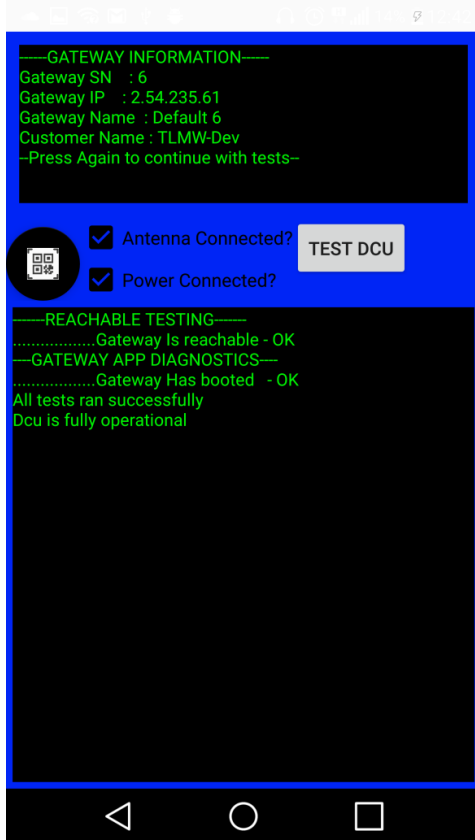 ------GATEWAY INFORMATION------
Gateway SN : 6
Gateway IP : 2.54.235.61
Gateway Name : Default 6
Customer Name : TLMW-Dev
--Press Again to continue with tests--
Antenna Connected?
TEST DCU
Power Connected?
-------REACHABLE TESTING-------
..................Gateway Is reachable - OK
----GATEWAY APP DIAGNOSTICS----
..................Gateway Has booted - OK
All tests ran successfully
Dcu is fully operational